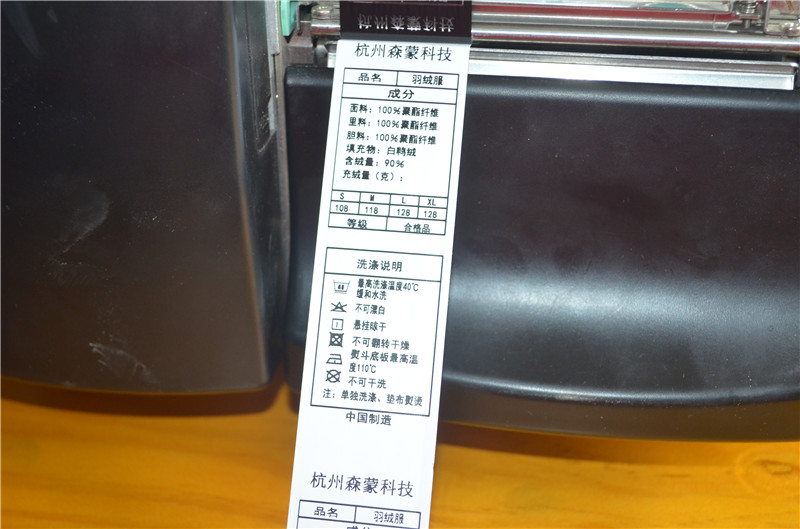 杭州森蒙科技
品名 羽绒服
成分
面料：100%聚酯纤维
里料：100%聚酯纤维
胆料：100%聚酯纤维
填充物：白鸭绒
含绒量：90%
充绒量（克）：
S M L XL
108 118 128 128
等级 合格品
洗涤说明
最高洗涤温度40℃
缓和水洗
不可漂白
悬挂晾干
不可翻转干燥
熨斗底板最高温
度110℃
不可干洗
注：单独洗涤、垫布熨烫
中国制造
杭州森蒙科技
品名 羽绒服
成分